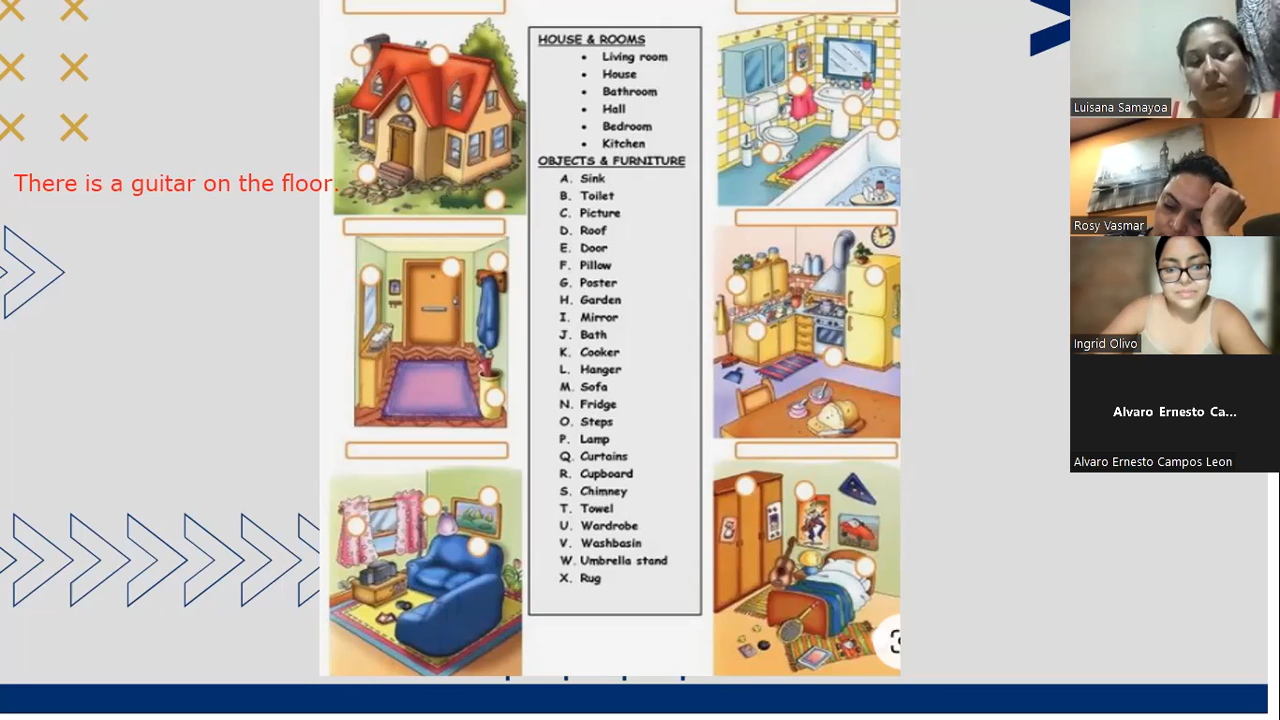 There is a guitar on the floor.
HOUSE & ROOMS
• Living room
• House
• Bathroom
• Hall
• Bedroom
• Kitchen
OBJECTS & FURNITURE
A. Sink
B. Toilet
C. Picture
D. Roof
E. Door
F. Pillow
G. Poster
H. Garden
I. Mirror
J. Bath
K. Cooker
L. Hanger
M. Sofa
N. Fridge
O. Steps
P. Lamp
Q. Curtains
R. Cupboard
S. Chimney
T. Towel
U. Wardrobe
V. Washbasin
W. Umbrella stand
X. Rug
Luisana Samayoa
Rosy Vasmar
Ingrid Olivo
Alvaro Ernesto Ca...
Alvaro Ernesto Campos Leon